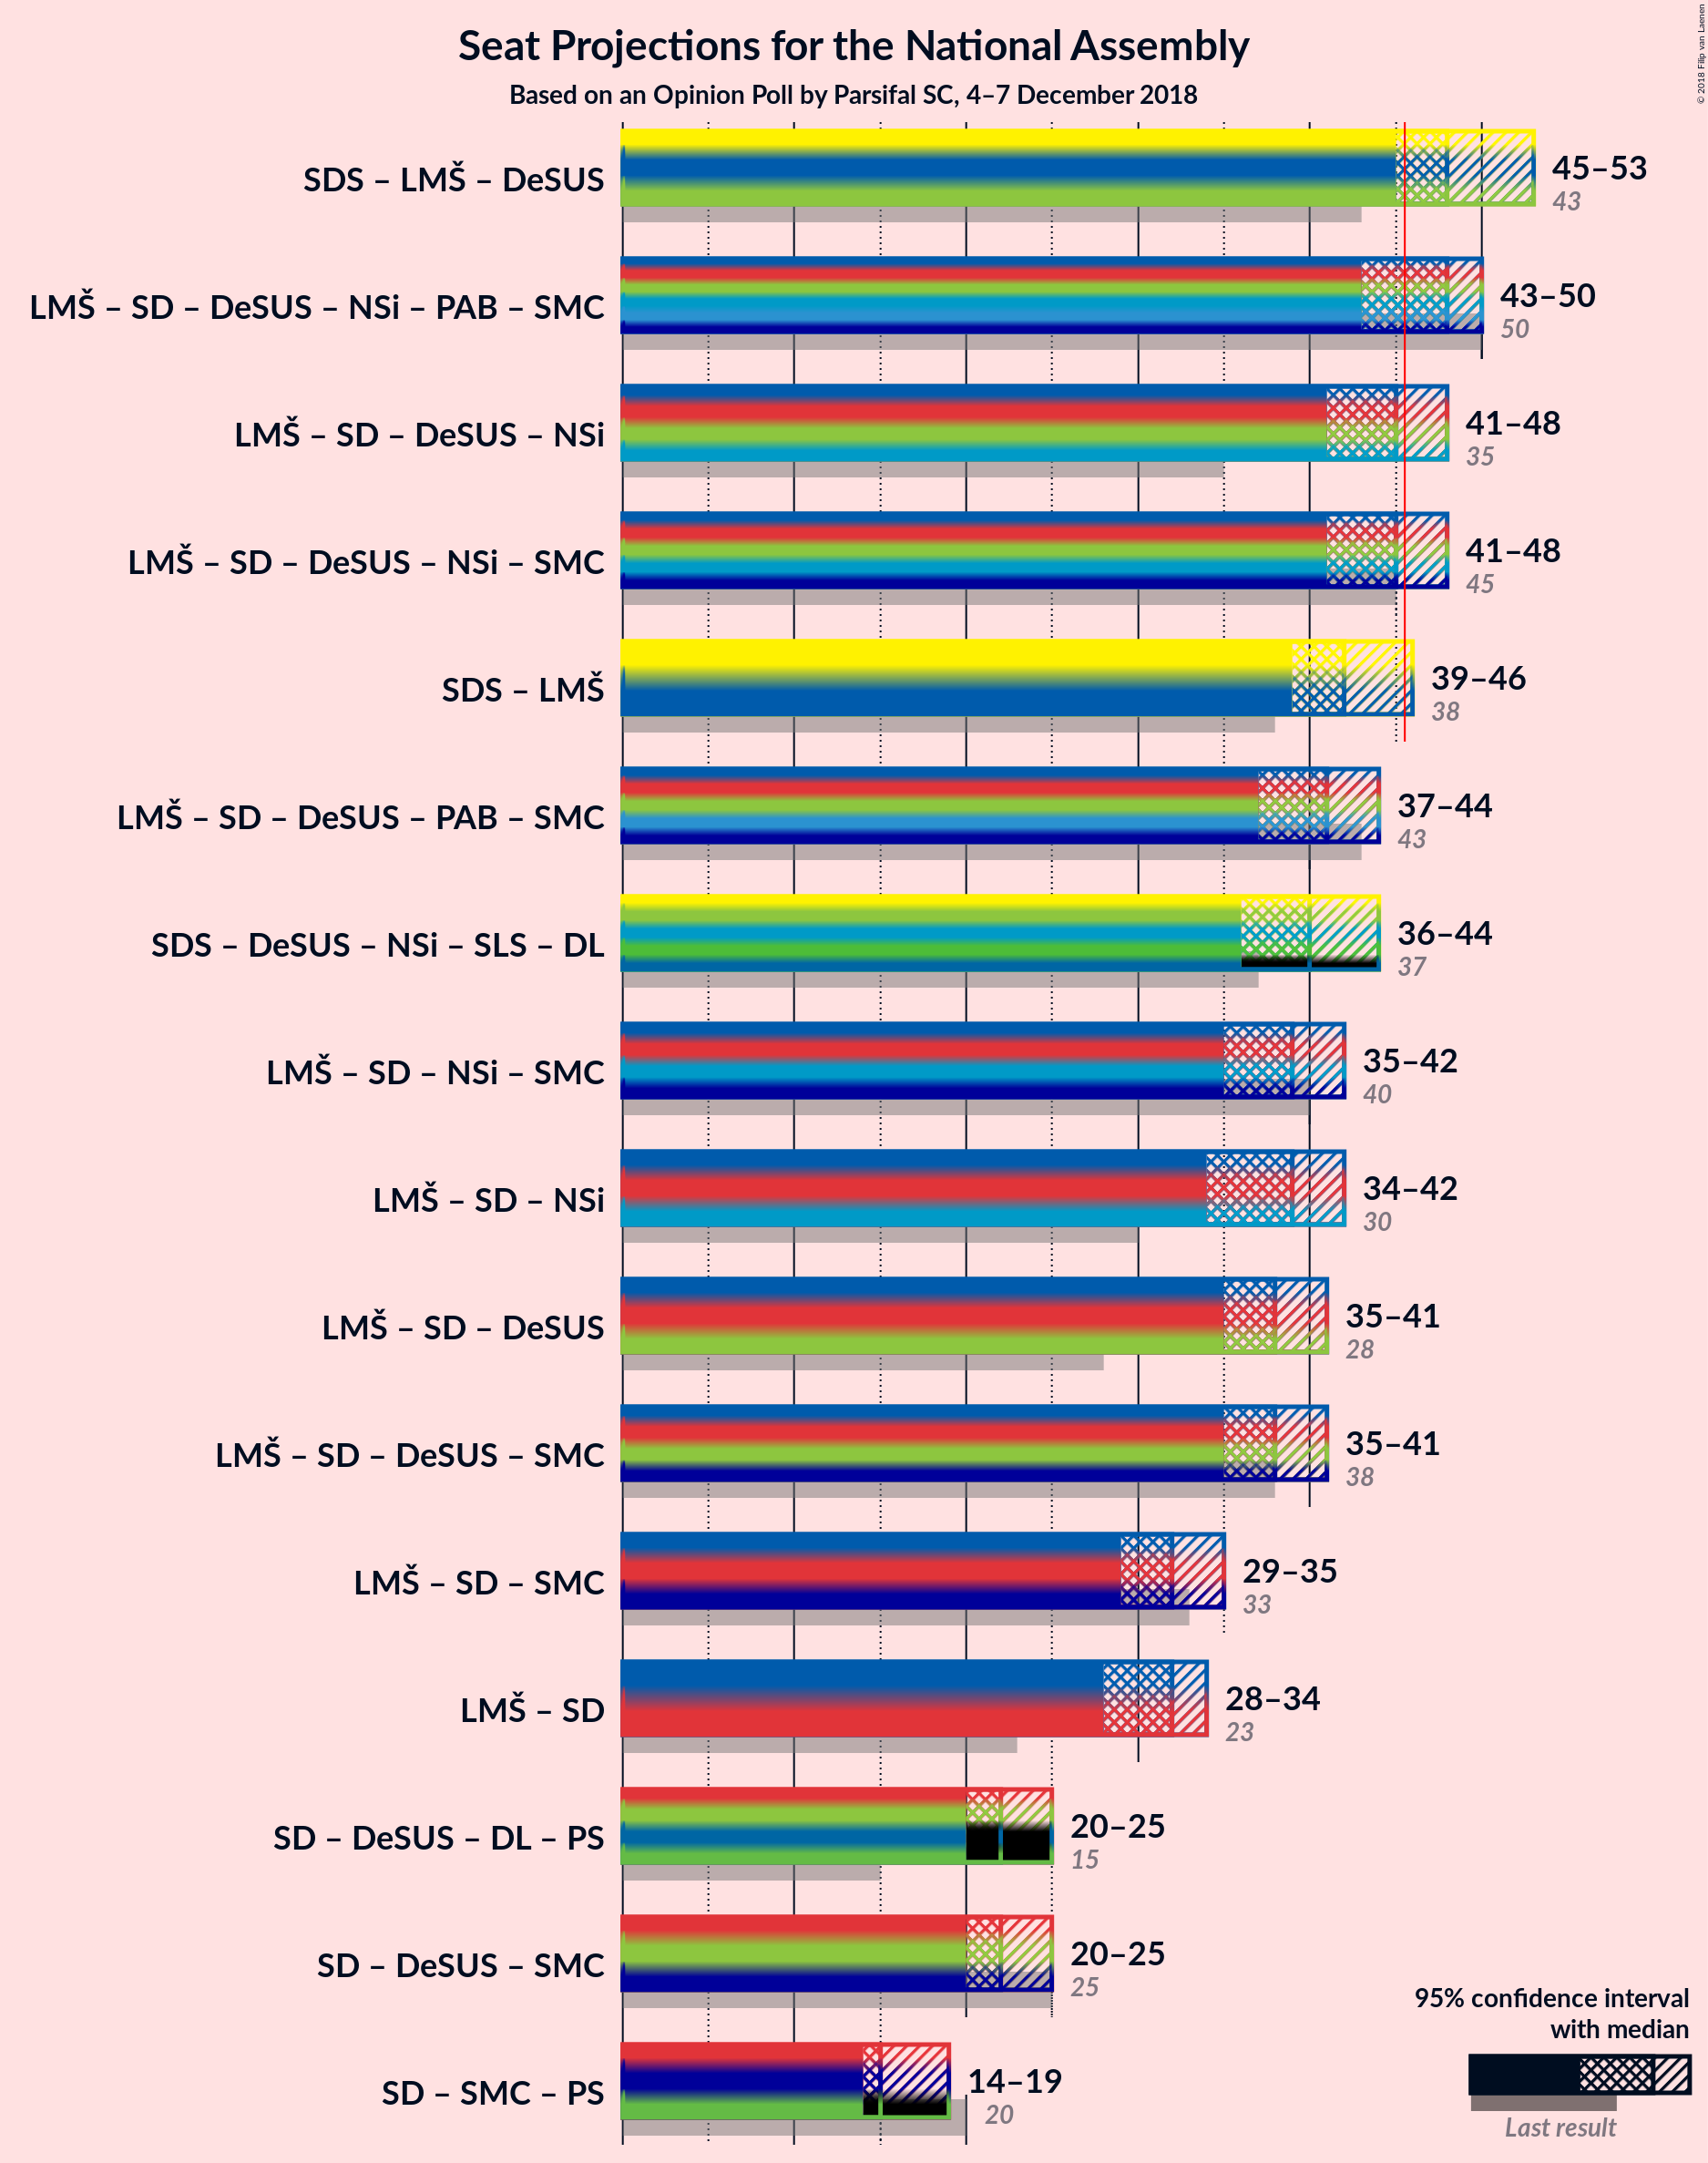 © 2018 Filip van Laenen
Seat Projections for the National Assembly
Based on an Opinion Poll by Parsifal SC, 4–7 December 2018
SDS – LMŠ – DeSUS
45–53
43
LMŠ – SD – DeSUS – NSi – PAB – SMC
43–50
50
LMŠ – SD – DeSUS – NSi
41–48
35
LMŠ – SD – DeSUS – NSi – SMC
41–48
45
SDS – LMŠ
39–46
38
LMŠ – SD – DeSUS – PAB – SMC
37–44
43
SDS – DeSUS – NSi – SLS – DL
36–44
37
LMŠ – SD – NSi – SMC
35–42
40
LMŠ – SD – NSi
34–42
30
LMŠ – SD – DeSUS
35–41
28
LMŠ – SD – DeSUS – SMC
35–41
38
LMŠ – SD – SMC
29–35
33
LMŠ – SD
28–34
23
SD – DeSUS – DL – PS
20–25
15
SD – DeSUS – SMC
20–25
25
SD – SMC – PS
14–19
20
95% confidence interval
with median
Last result